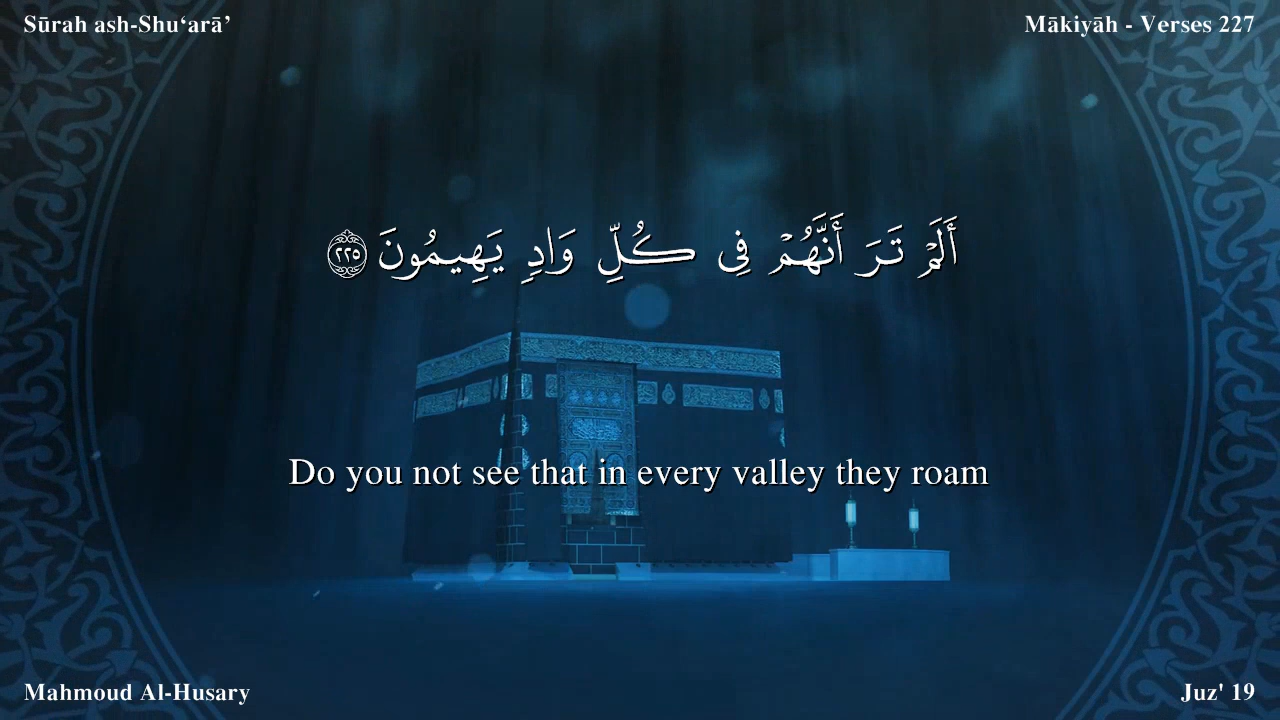 Sūrah ash-Shu‘arā’
Mākiyāh - Verses 227
أَلَمْ تَرَ أَنَّهُمْ فِى كُلِّ وَادٍ يَهِيمُونَ ٢٢٥
Do you not see that in every valley they roam
Mahmoud Al-Husary
Juz' 19